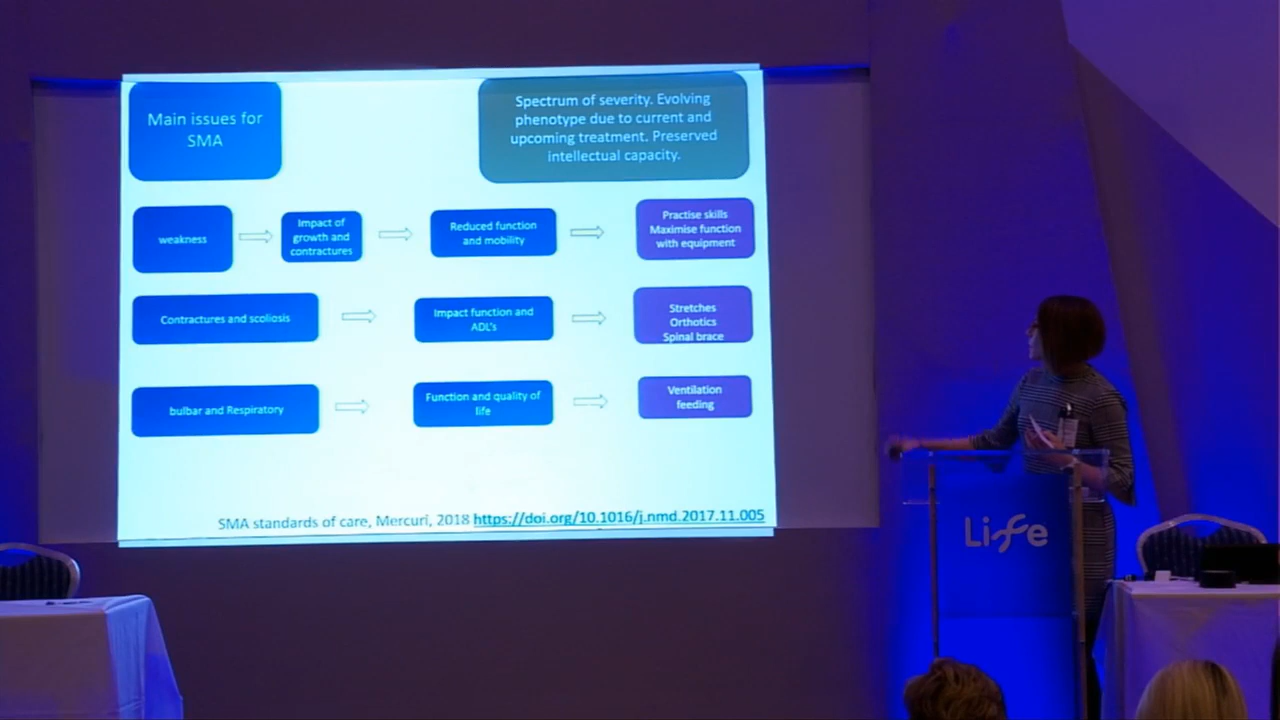 Main issues for
SMA
Spectrum of severity. Evolving
phenotype due to current and
upcoming treatment. Preserved
intellectual capacity.
weakness
Impact of
growth and
contractures
Reduced function
and mobility
Practise skills
Maximise function
with equipment
Contractures and scoliosis
Impact function and
ADL's
Stretches
Orthotics
Spinal brace
bulbar and Respiratory
Function and quality of
life
Ventilation
feeding
SMA standards of care, Mercuri, 2018 https://doi.org/10.1016/j.nmd.2017.11.005
Life